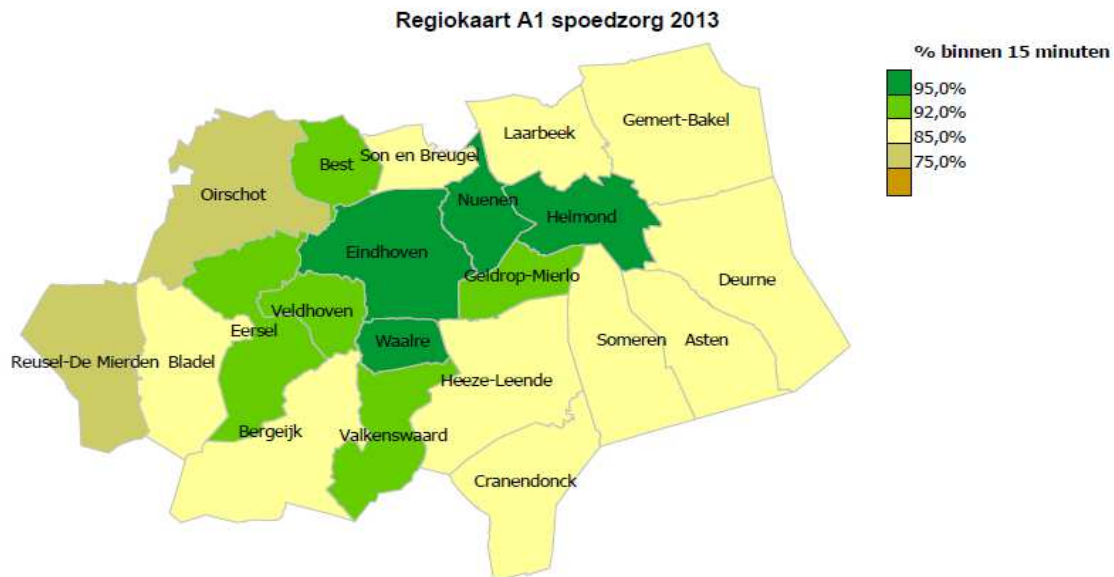 Regiokaart A1 spoedzorg 2013
% binnen 15 minuten
95,0%
92,0%
85,0%
75,0%
Gemert-Bakel
Laarbeek
Son en Breugel
Best
Oirschot
Nuenen
Helmond
Eindhoven
Geldrop-Mierlo
Deurne
Veldhoven
Eersel
Waalre
Someren
Asten
Reusel-De Mierden
Bladel
Heeze-Leende
Bergeijk
Valkenswaard
Cranendonck